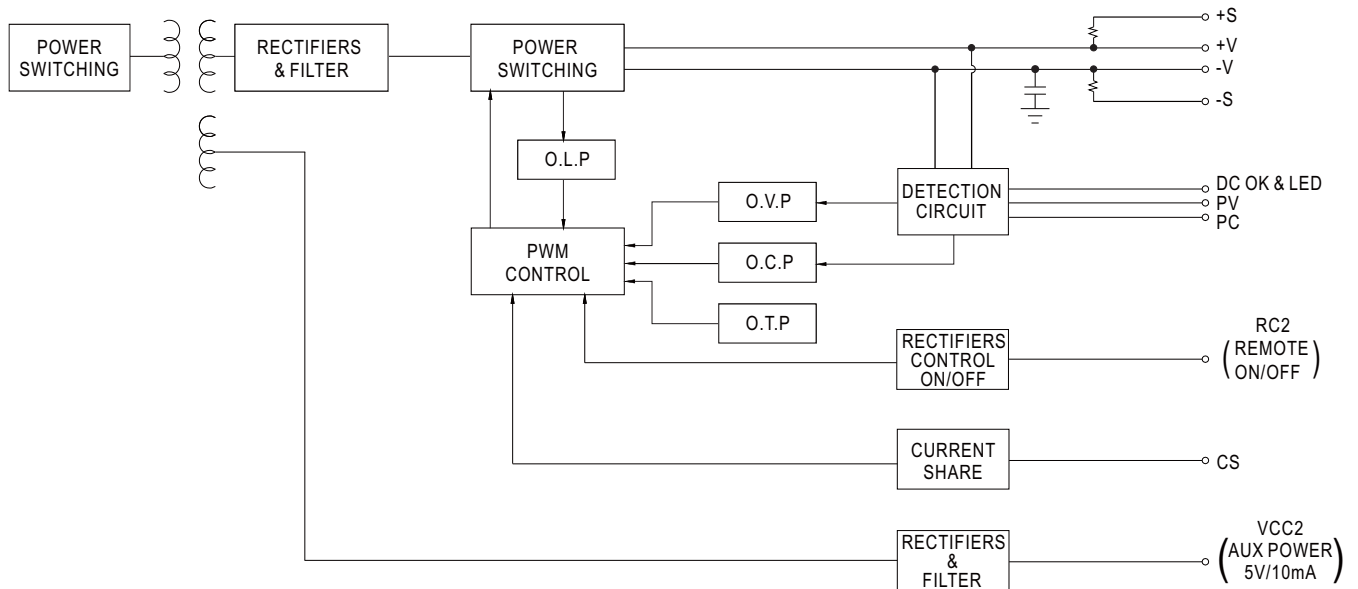 +S
POWER
SWITCHING
RECTIFIERS
& FILTER
POWER
SWITCHING
+V
-V
-S
O.L.P
O.V.P
DETECTION
CIRCUIT
DC OK & LED
PV
PC
PWM
CONTROL
O.C.P
O.T.P
RECTIFIERS
CONTROL
ON/OFF
RC2
(REMOTE
ON/OFF)
CURRENT
SHARE
CS
RECTIFIERS
&
FILTER
VCC2
(AUX POWER
5V/10mA)